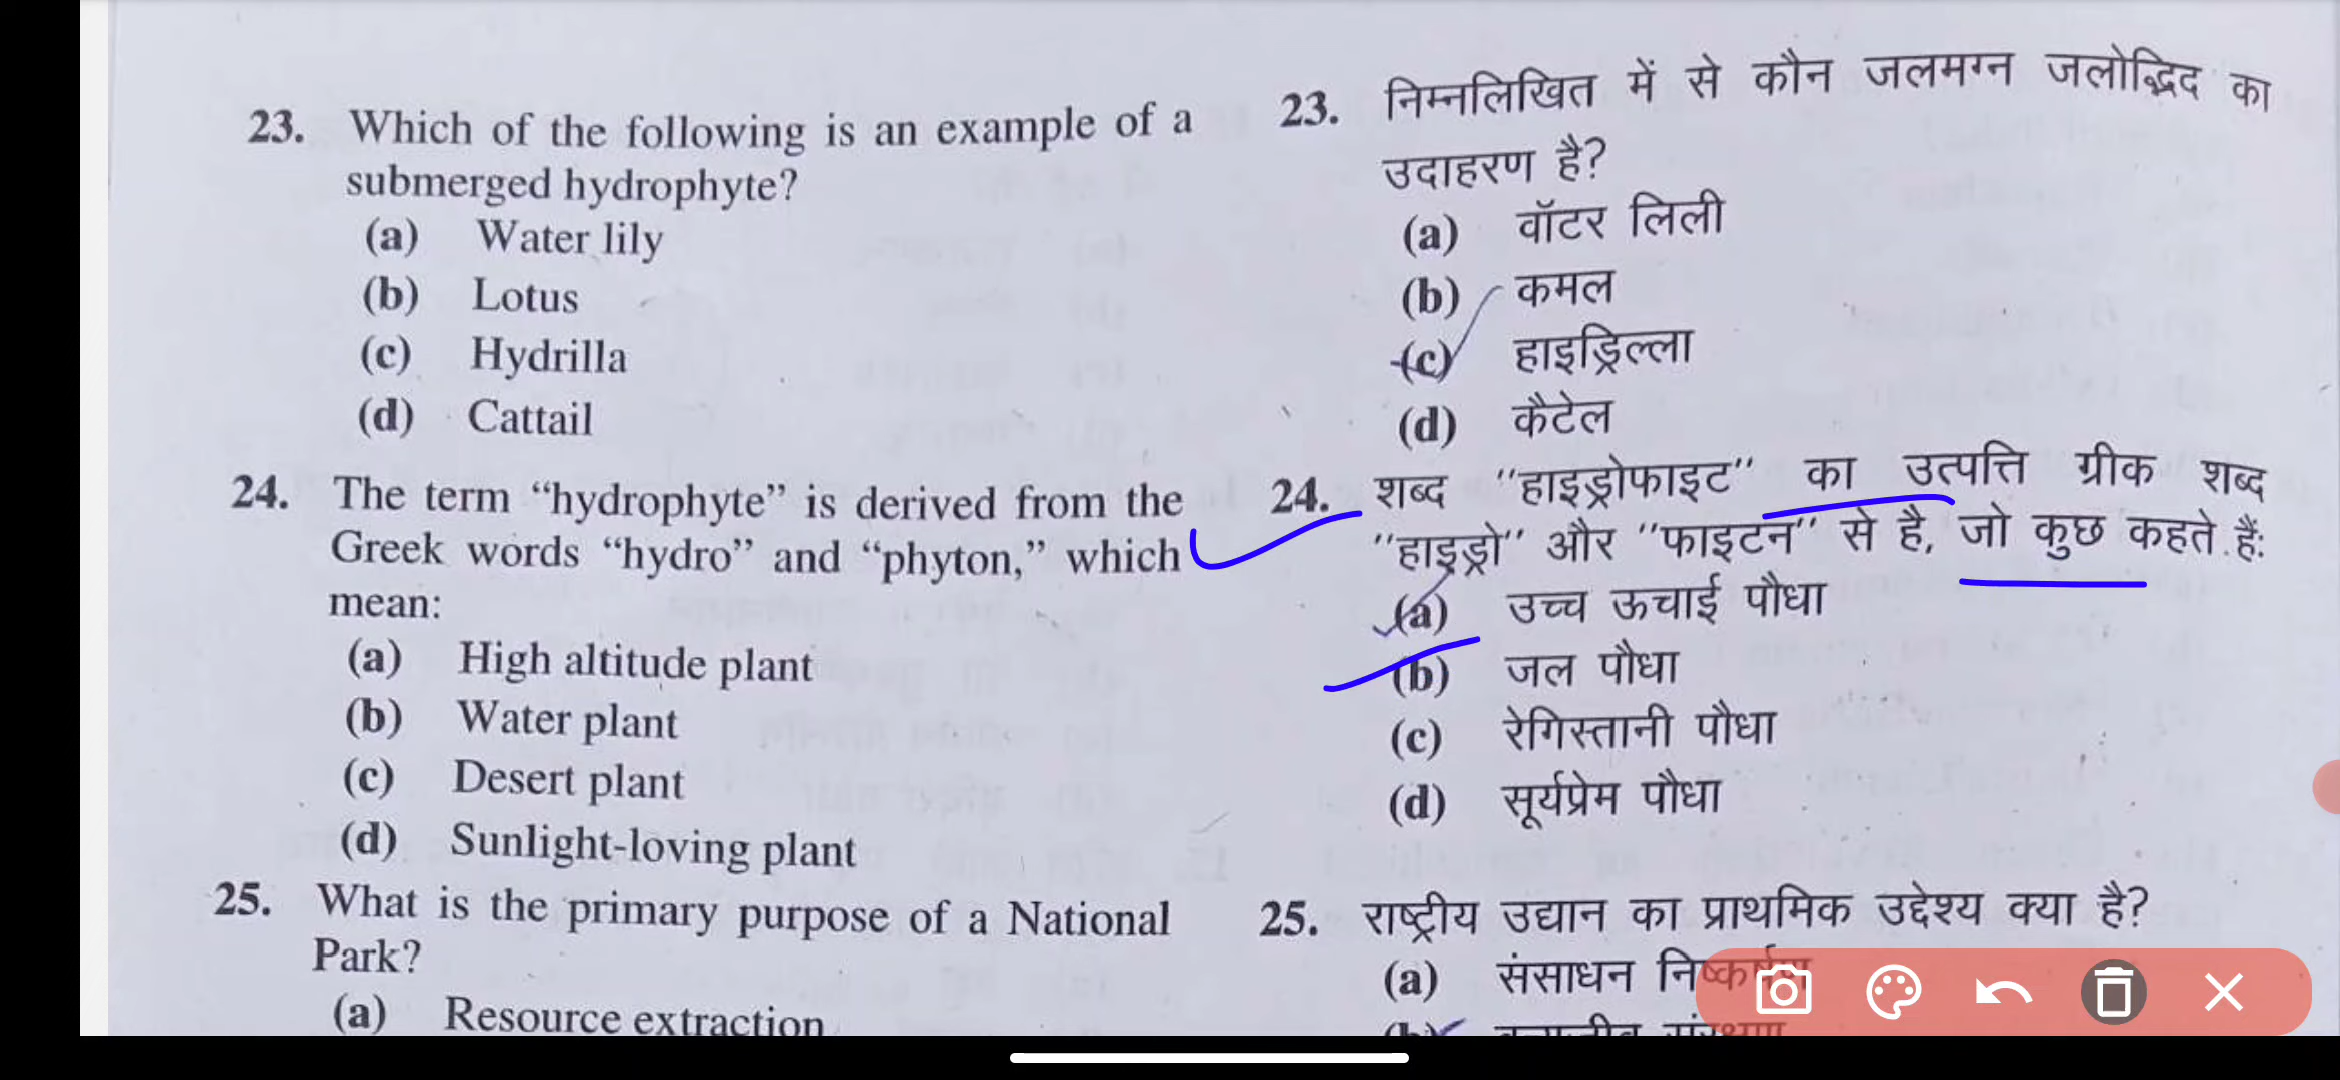 23. Which of the following is an example of a
submerged hydrophyte?
(a) Water lily
(b) Lotus
(c) Hydrilla
(d) Cattail
24. The term “hydrophyte” is derived from the
Greek words “hydro” and “phyton,” which
mean:
(a) High altitude plant
(b) Water plant
(c) Desert plant
(d) Sunlight-loving plant
25. What is the primary purpose of a National
Park?
(a) Resource extraction
23. निम्नलिखित में से कौन जलमग्न जलोद्भिद का
उदाहरण है?
(a) वॉटर लिली
(b) कमल
(c) हाइड्रिल्ला
(d) कैटेल
24. शब्द "हाइड्रोफाइट" का उत्पत्ति ग्रीक शब्द
"हाइड्रो" और "फाइटन" से है, जो कुछ कहते हैं:
(a) उच्च ऊचाई पौधा
(b) जल पौधा
(c) रेगिस्तानी पौधा
(d) सूर्यप्रेम पौधा
25. राष्ट्रीय उद्यान का प्राथमिक उद्देश्य क्या है?
(a) संसाधन निष्कर्षण
(b)